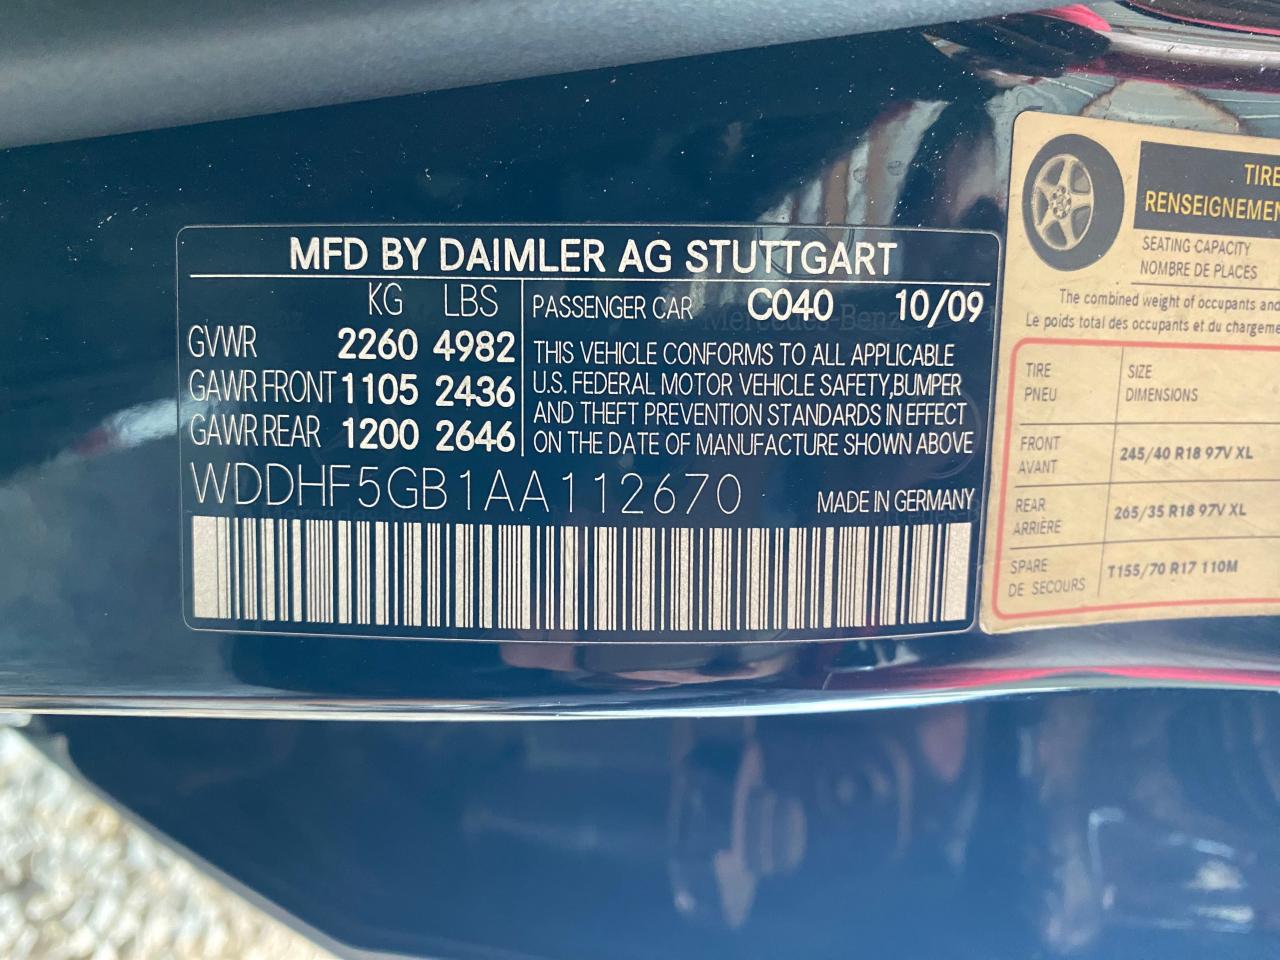 MFD BY DAIMLER AG STUTTGART
KG LBS
GVWR 2260 4982
GAWR FRONT 1105 2436
GAWR REAR 1200 2646
PASSENGER CAR C040 10/09
THIS VEHICLE CONFORMS TO ALL APPLICABLE
U.S. FEDERAL MOTOR VEHICLE SAFETY,BUMPER
AND THEFT PREVENTION STANDARDS IN EFFECT
ON THE DATE OF MANUFACTURE SHOWN ABOVE
WDDHF5GB1AA112670 MADE IN GERMANY
TIRE
RENSEIGNEMEN
SEATING CAPACITY
NOMBRE DE PLACES
The combined weight of occupants and
Le poids total des occupants et du chargeme
TIRE SIZE
PNEU DIMENSIONS
FRONT
AVANT
245/40 R18 97V XL
REAR
ARRIÈRE
265/35 R18 97V XL
SPARE
DE SECOURS
T155/70 R17 110M